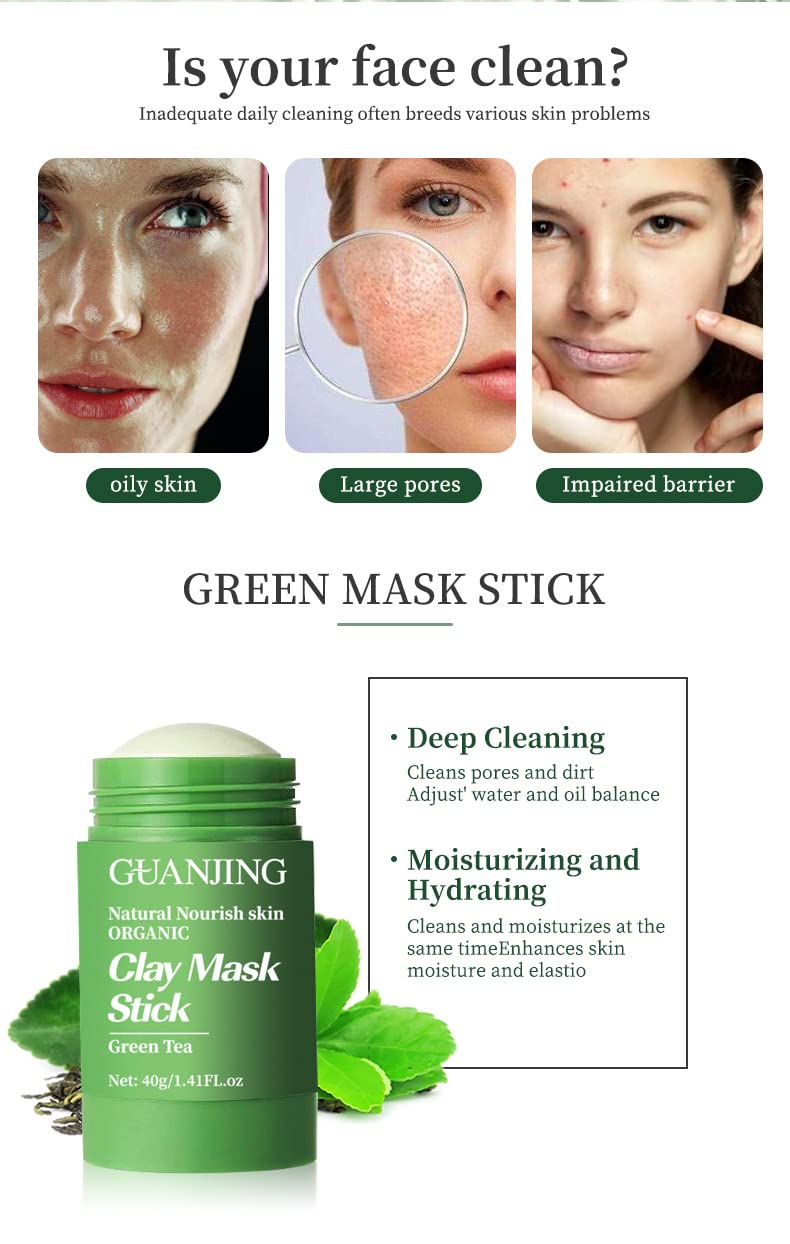 Is your face clean?
Inadequate daily cleaning often breeds various skin problems
oily skin
Large pores
Impaired barrier
GREEN MASK STICK
GUANJING
Natural Nourish skin
ORGANIC
Clay Mask
Stick
Green Tea
Net: 40g/1.41FL.oz
• Deep Cleaning
Cleans pores and dirt
Adjust' water and oil balance
• Moisturizing and
Hydrating
Cleans and moisturizes at the
same timeEnhances skin
moisture and elastio